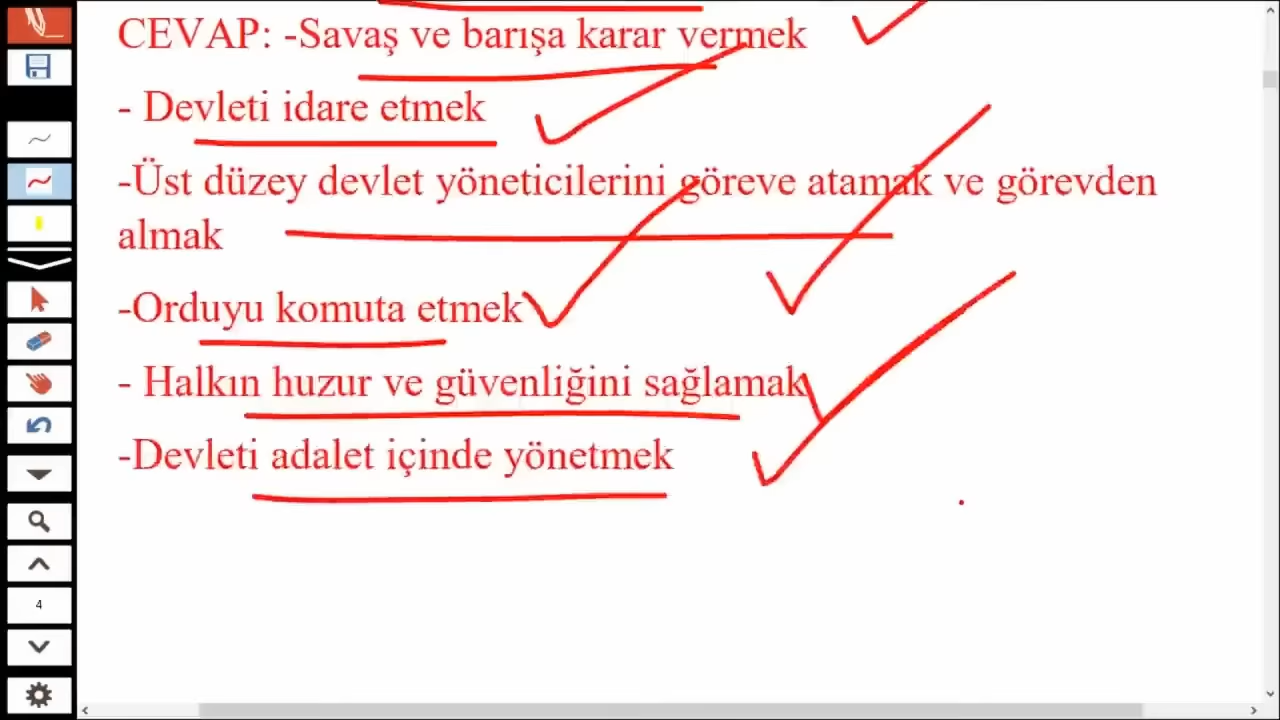 CEVAP: -Savaş ve barışa karar vermek
- Devleti idare etmek
-Üst düzey devlet yöneticilerini göreve atamak ve görevden
almak
-Orduyu komuta etmek
- Halkın huzur ve güvenliğini sağlamak
-Devleti adalet içinde yönetmek
4